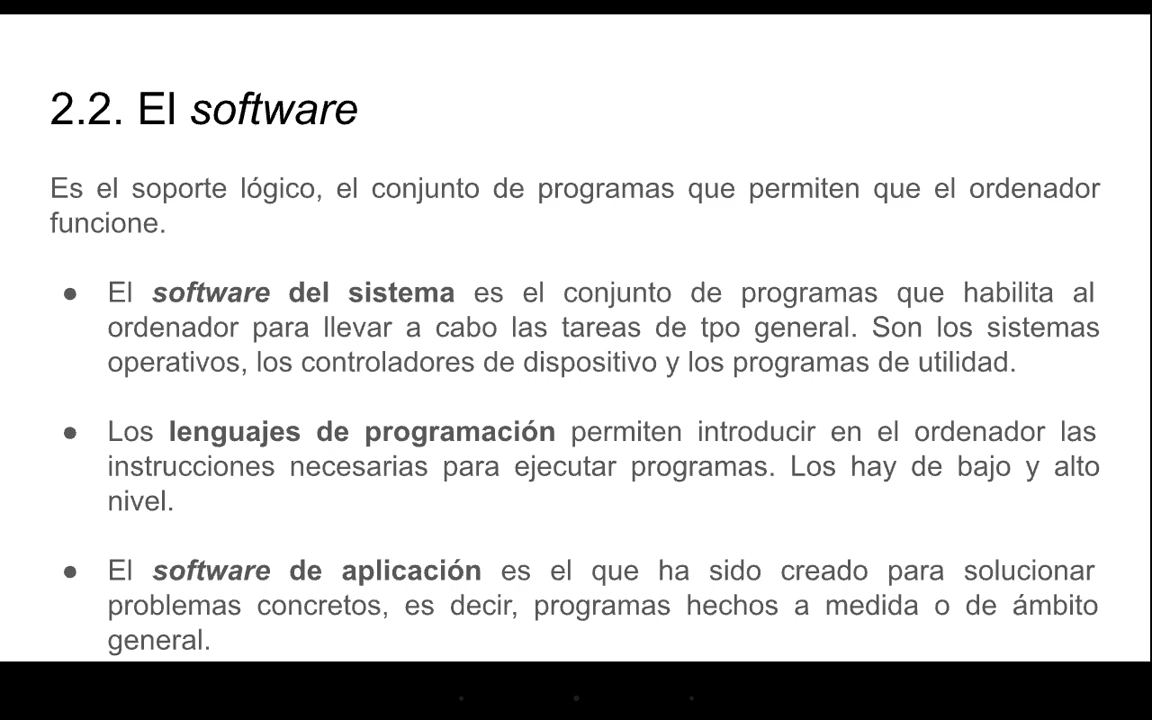 2.2. El software
Es el soporte lógico, el conjunto de programas que permiten que el ordenador
funcione.
● El software del sistema es el conjunto de programas que habilita al
ordenador para llevar a cabo las tareas de tpo general. Son los sistemas
operativos, los controladores de dispositivo y los programas de utilidad.
● Los lenguajes de programación permiten introducir en el ordenador las
instrucciones necesarias para ejecutar programas. Los hay de bajo y alto
nivel.
● El software de aplicación es el que ha sido creado para solucionar
problemas concretos, es decir, programas hechos a medida o de ámbito
general.